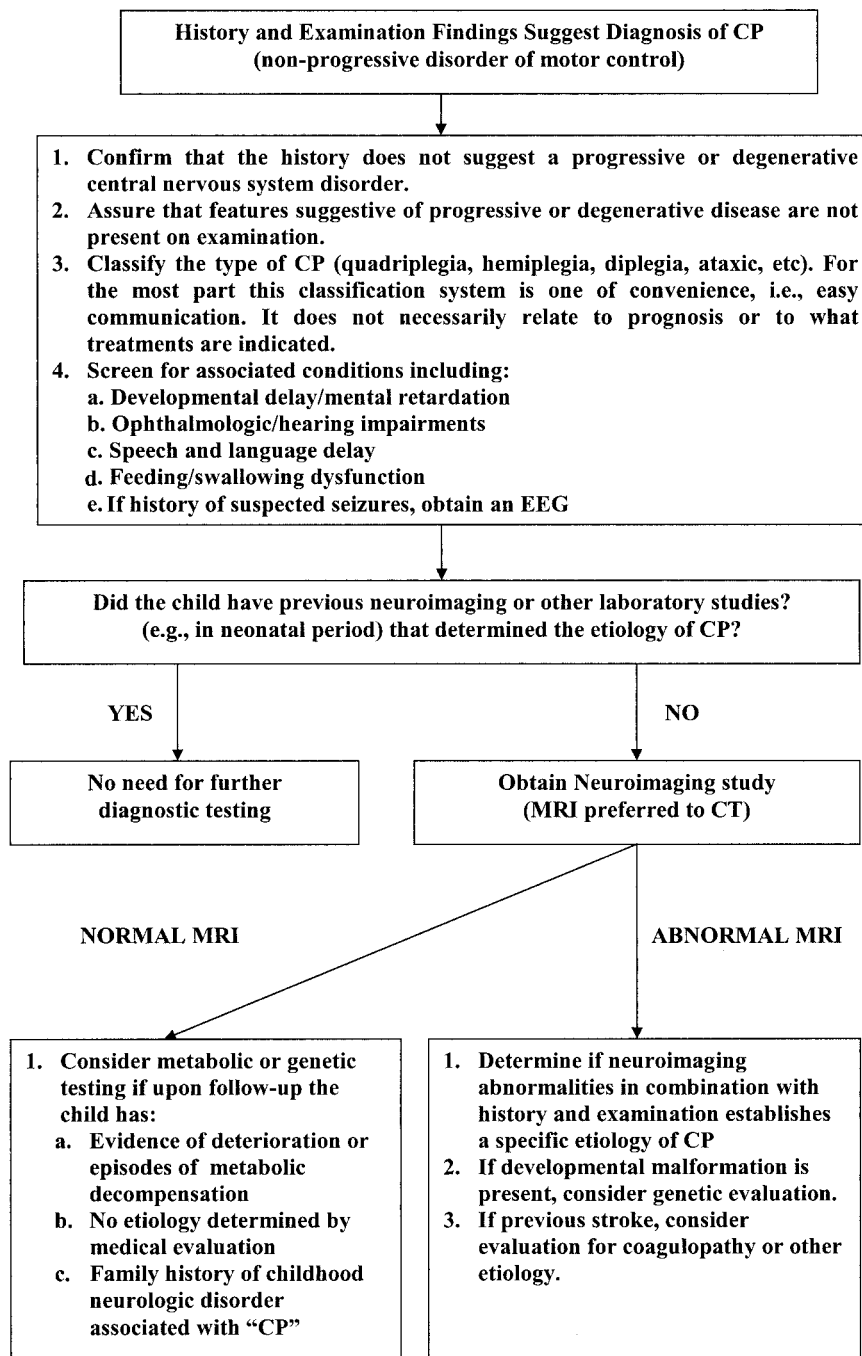 History and Examination Findings Suggest Diagnosis of CP
(non-progressive disorder of motor control)
1. Confirm that the history does not suggest a progressive or degenerative
central nervous system disorder.
2. Assure that features suggestive of progressive or degenerative disease are not
present on examination.
3. Classify the type of CP (quadriplegia, hemiplegia, diplegia, ataxic, etc). For
the most part this classification system is one of convenience, i.e., easy
communication. It does not necessarily relate to prognosis or to what
treatments are indicated.
4. Screen for associated conditions including:
a. Developmental delay/mental retardation
b. Ophthalmologic/hearing impairments
c. Speech and language delay
d. Feeding/swallowing dysfunction
e. If history of suspected seizures, obtain an EEG
Did the child have previous neuroimaging or other laboratory studies?
(e.g., in neonatal period) that determined the etiology of CP?
YES
NO
No need for further
diagnostic testing
Obtain Neuroimaging study
(MRI preferred to CT)
NORMAL MRI
ABNORMAL MRI
1. Consider metabolic or genetic
testing if upon follow-up the
child has:
a. Evidence of deterioration or
episodes of metabolic
decompensation
b. No etiology determined by
medical evaluation
c. Family history of childhood
neurologic disorder
associated with “CP”
1. Determine if neuroimaging
abnormalities in combination with
history and examination establishes
a specific etiology of CP
2. If developmental malformation is
present, consider genetic evaluation.
3. If previous stroke, consider
evaluation for coagulopathy or other
etiology.